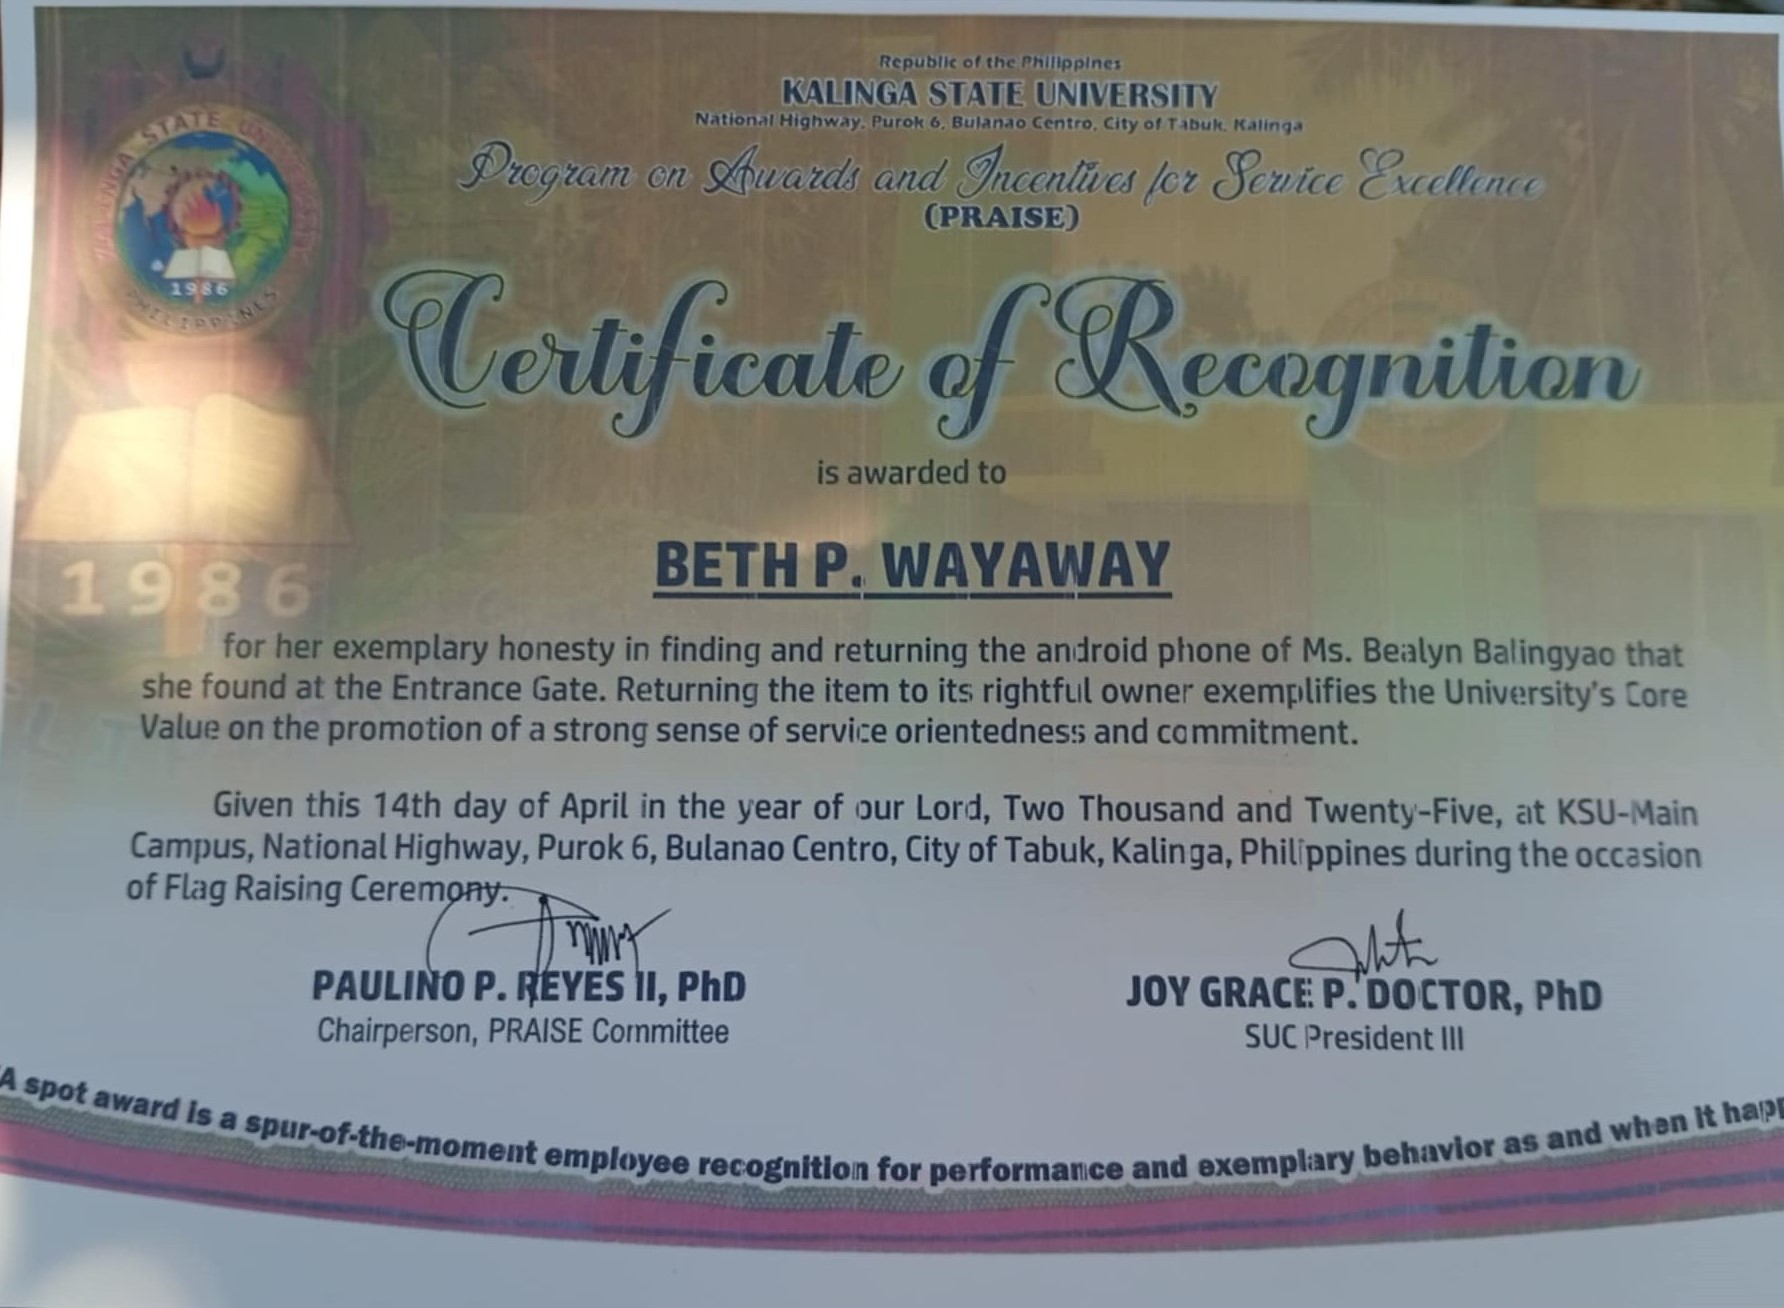 KALINGA STATE UNIVERSITY
PHILIPPINES
1986
Republic of the Philippines
KALINGA STATE UNIVERSITY
National Highway, Purok 6, Bulanao Centro, City of Tabuk, Kalinga
Program on Awards and Incentives for Service Excellence
(PRAISE)
Certificate of Recognition
is awarded to
BETH P. WAYAWAY
1986
for her exemplary honesty in finding and returning the android phone of Ms. Bealyn Balingyao that
she found at the Entrance Gate. Returning the item to its rightful owner exemplifies the University's Core
Value on the promotion of a strong sense of service orientedness and commitment.
Given this 14th day of April in the year of our Lord, Two Thousand and Twenty-Five, at KSU-Main
Campus, National Highway, Purok 6, Bulanao Centro, City of Tabuk, Kalinga, Philippines during the occasion
of Flag Raising Ceremony.
PAULINO P. REYES II, PhD
Chairperson, PRAISE Committee
JOY GRACE P. DOCTOR, PhD
SUC President III
A spot award is a spur-of-the-moment employee recognition for performance and exemplary behavior as and when it happ